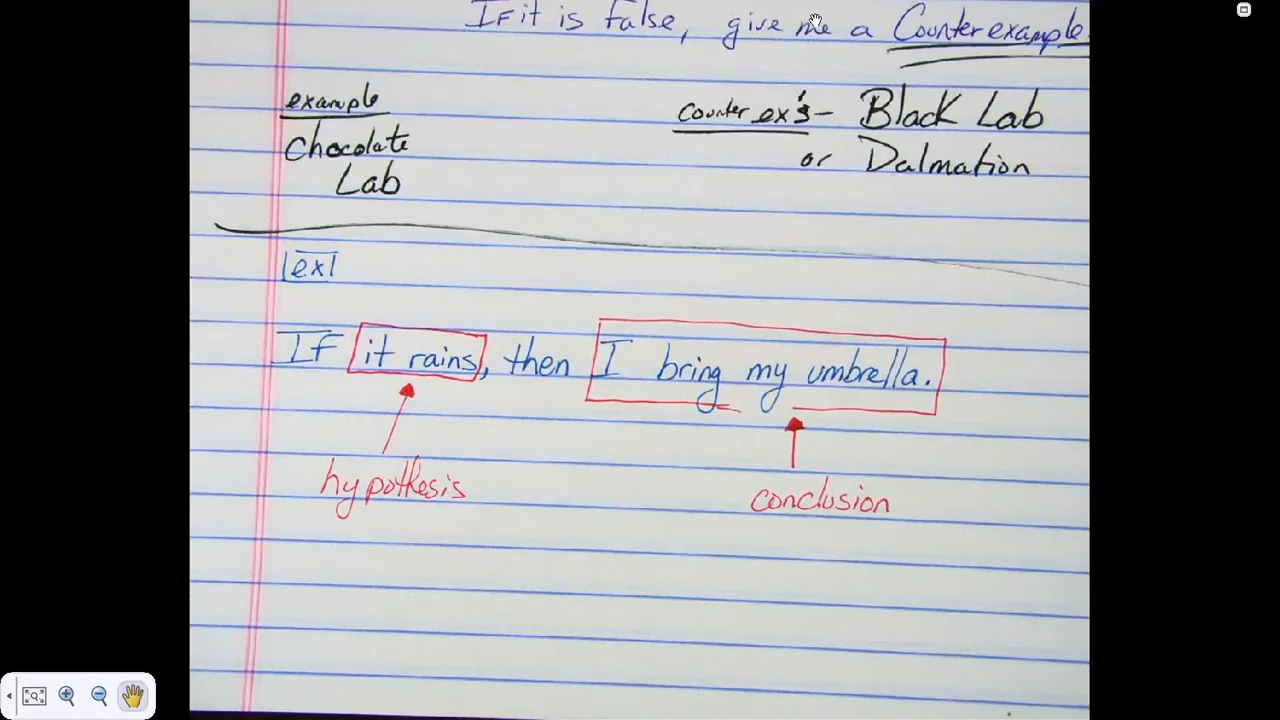 If it is false, give me a Counterexample.
example
Chocolate
Lab
counter ex's - Black Lab
or Dalmation
ex
If it rains, then I bring my umbrella.
hypothesis
conclusion